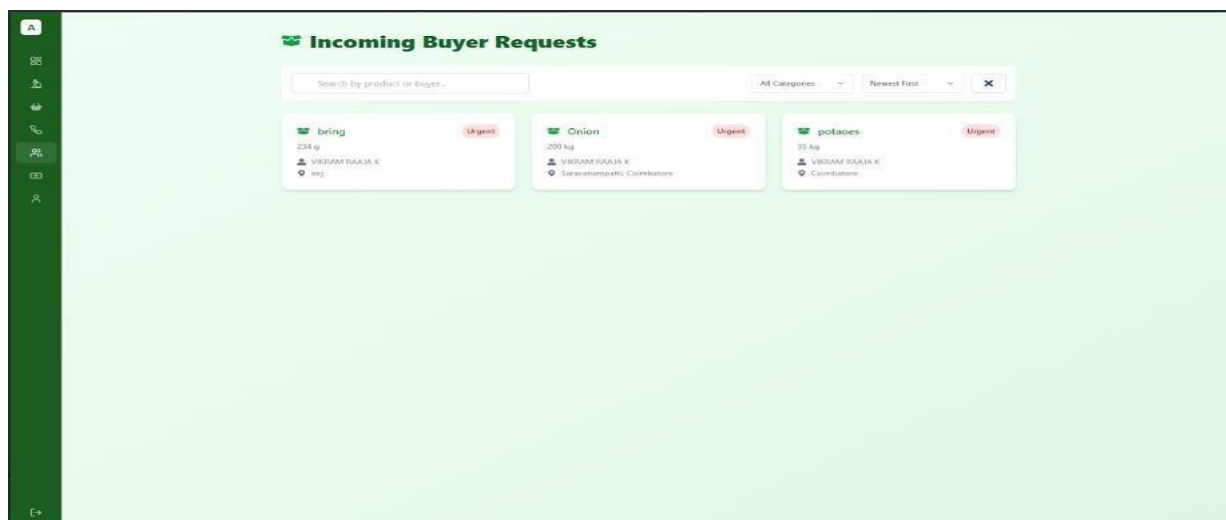 A
Incoming Buyer Requests
Search by product or buyer...
All Categories
Newest First
bring
Urgent
234 g
VIKRAM RAAJA K
Onion
Urgent
200 kg
VIKRAM RAAJA K
Saravanampatti, Coimbatore
potaoes
Urgent
35 kg
VIKRAM RAAJA K
Coimbatore